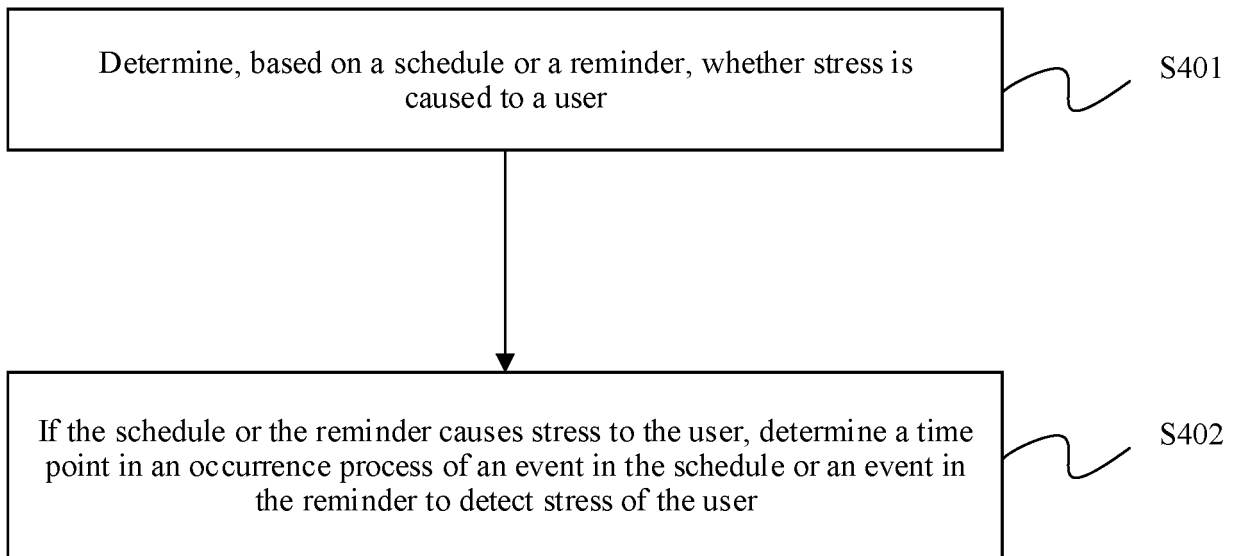 Determine, based on a schedule or a reminder, whether stress is
caused to a user
S401
If the schedule or the reminder causes stress to the user, determine a time
point in an occurrence process of an event in the schedule or an event in
the reminder to detect stress of the user
S402